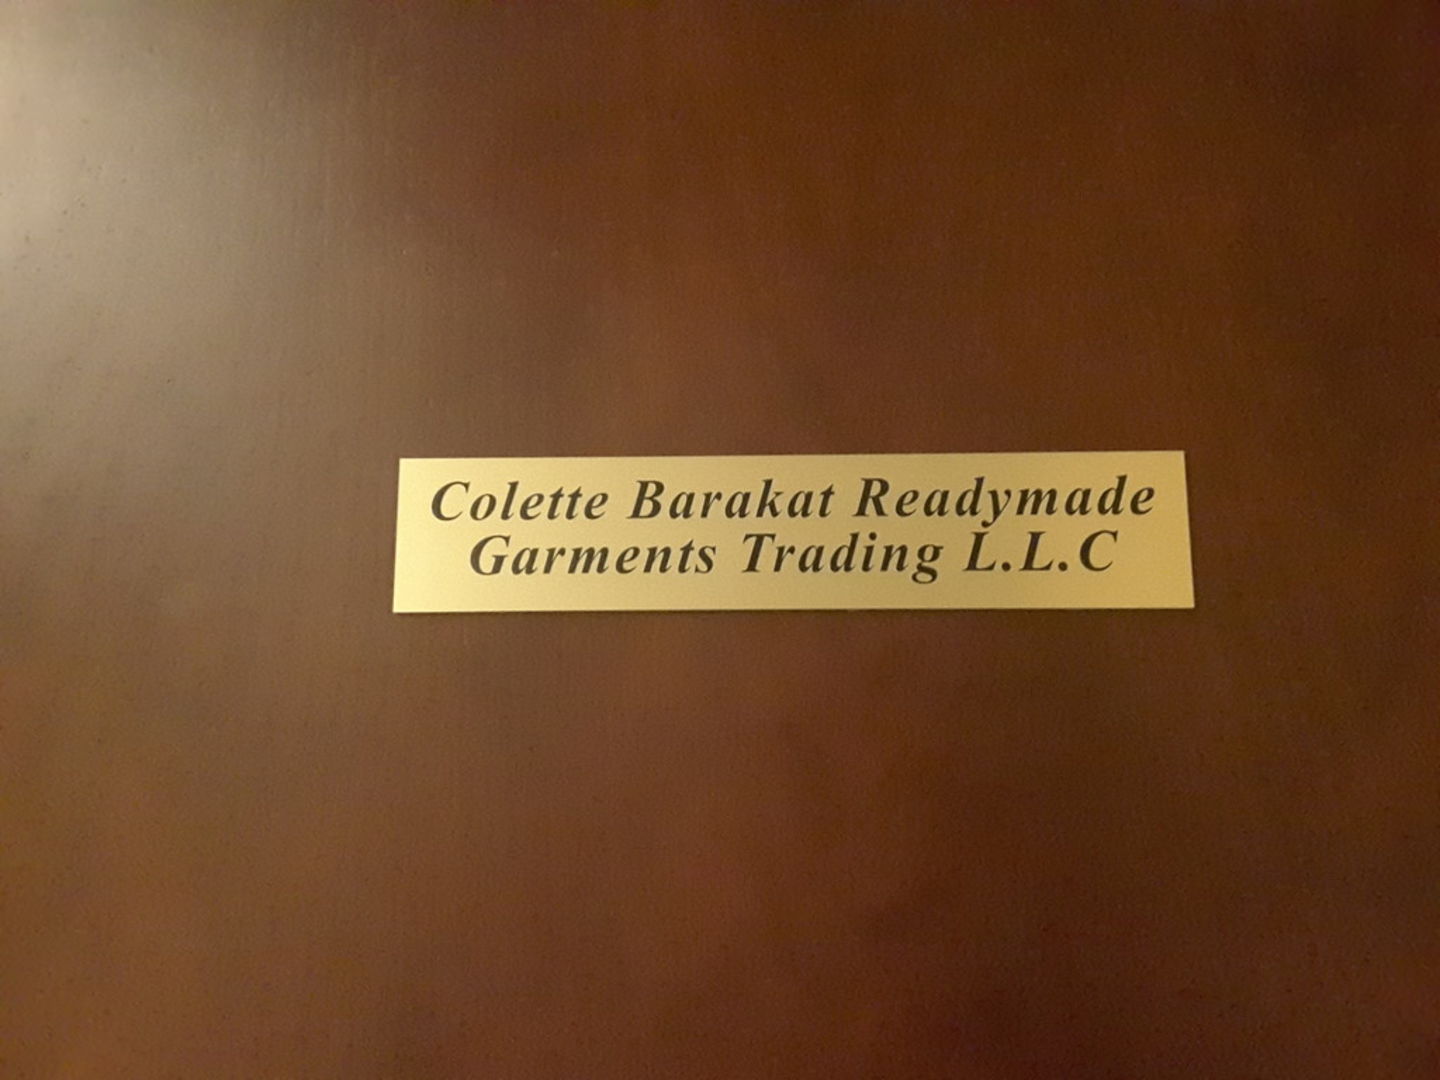 Colette Barakat Readymade
Garments Trading L.L.C